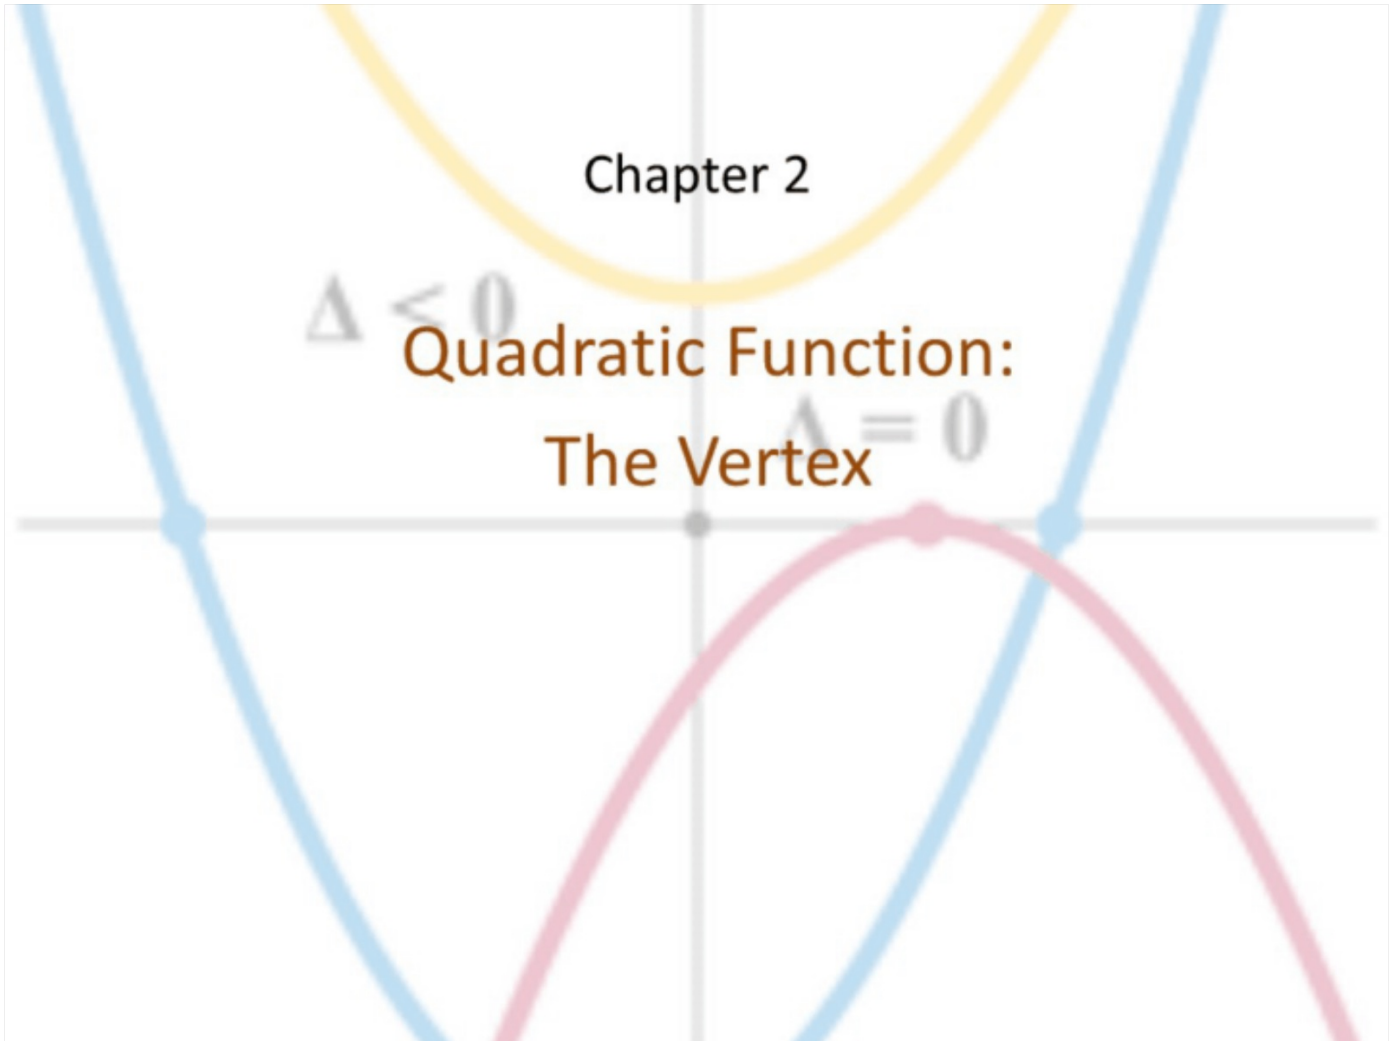 Chapter 2
Δ < 0
Quadratic Function:
Δ = 0
The Vertex